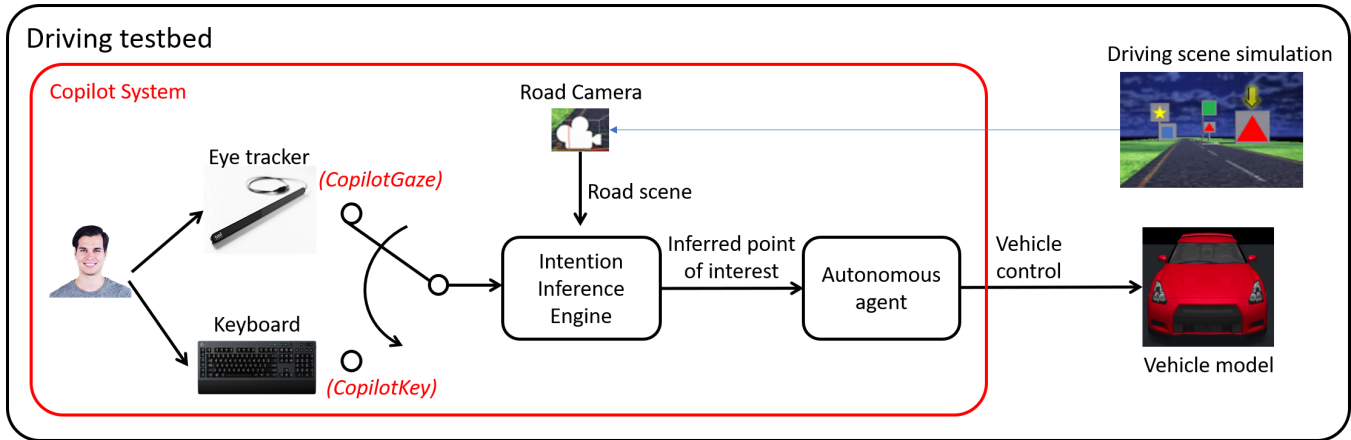 Driving testbed
Copilot System
Driving scene simulation
Road Camera
Eye tracker
(CopilotGaze)
Road scene
Intention
Inference
Engine
Inferred point
of interest
Autonomous
agent
Vehicle
control
Keyboard
(CopilotKey)
Vehicle model